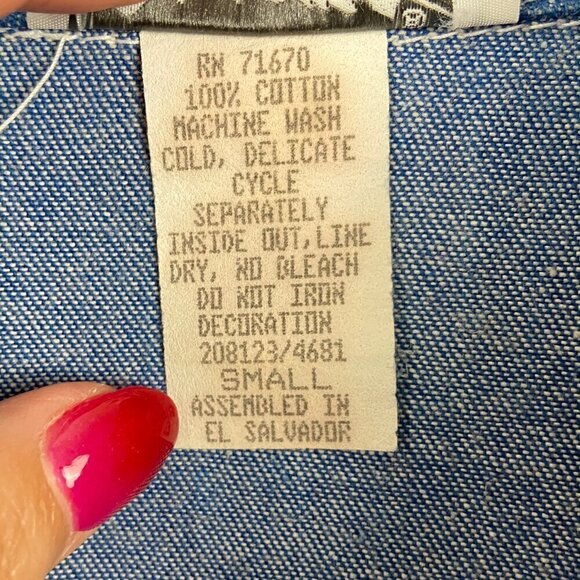 RN 71670
100% COTTON
MACHINE WASH
COLD, DELICATE
CYCLE
SEPARATELY
INSIDE OUT, LINE
DRY, NO BLEACH
DO NOT IRON
DECORATION
208123/4681
SMALL
ASSEMBLED IN
EL SALVADOR